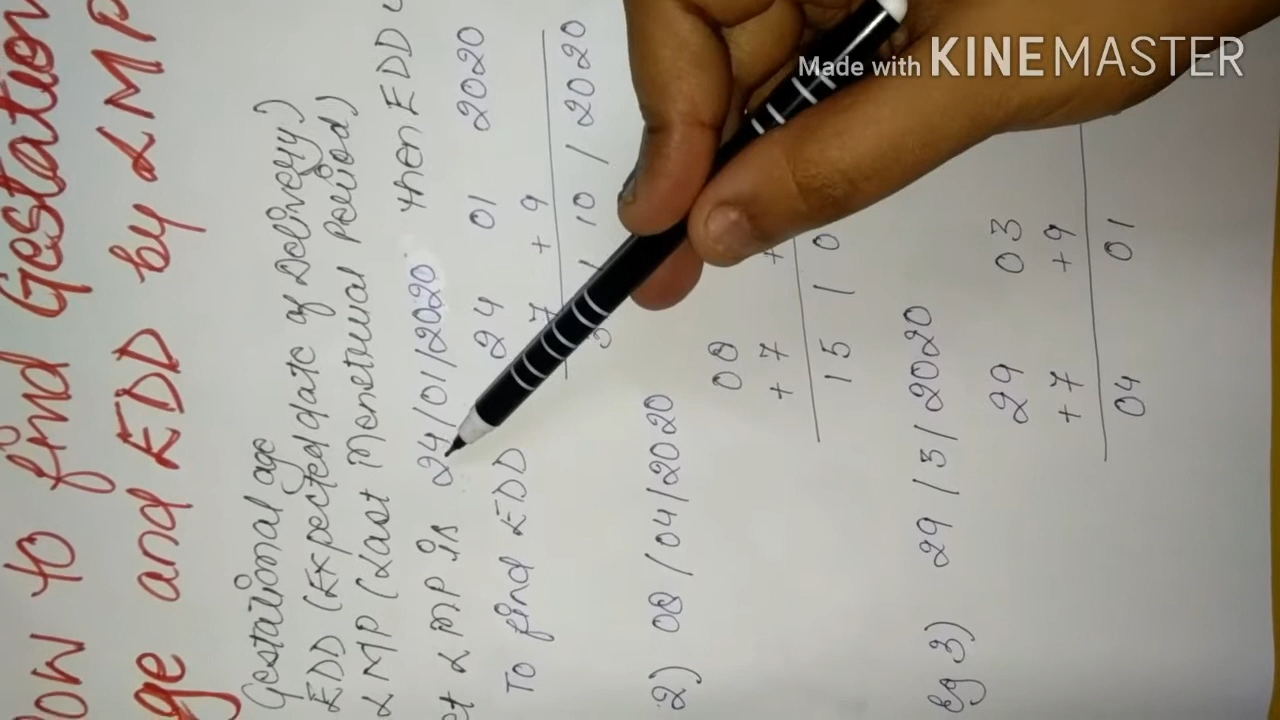 How to find Gestation
age and EDD by LMP
Gestational age
EDD (Expected date of Delivery)
LMP (Last Menstrual Period)
LMP is 24/01/2020 then EDD
To find EDD
24 01 2020
+ 9
10 / 2020
2) 08/04/2020
08
+ 7
15 / 0
Eg 3) 29/3/2020
29 03
+7 +9
04 01
Made with KINEMASTER